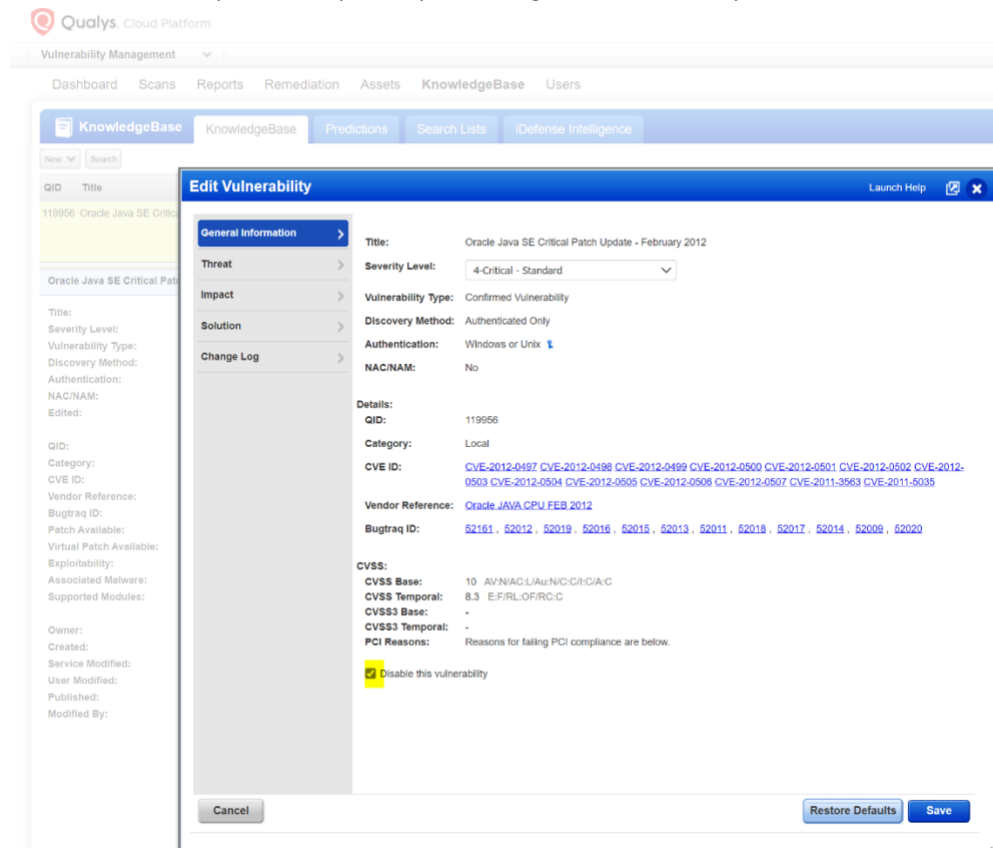 Qualys. Cloud Platform
Vulnerability Management
Dashboard Scans Reports Remediation Assets KnowledgeBase Users
KnowledgeBase KnowledgeBase Predictions Search Lists iDefense Intelligence
New Search
QID Title
119956 Oracle Java SE Critica
Oracle Java SE Critical Pat
Title:
Severity Level:
Vulnerability Type:
Discovery Method:
Authentication:
NAC/NAM:
Edited:
QID:
Category:
CVE ID:
Vendor Reference:
Bugtraq ID:
Patch Available:
Virtual Patch Available:
Exploitability:
Associated Malware:
Supported Modules:
Owner:
Created:
Service Modified:
User Modified:
Published:
Modified By:
Edit Vulnerability Launch Help
General Information
Threat
Impact
Solution
Change Log
Title: Oracle Java SE Critical Patch Update - February 2012
Severity Level: 4-Critical - Standard
Vulnerability Type: Confirmed Vulnerability
Discovery Method: Authenticated Only
Authentication: Windows or Unix
NAC/NAM: No
Details:
QID: 119956
Category: Local
CVE ID: CVE-2012-0497 CVE-2012-0498 CVE-2012-0499 CVE-2012-0500 CVE-2012-0501 CVE-2012-0502 CVE-2012-
0503 CVE-2012-0504 CVE-2012-0505 CVE-2012-0506 CVE-2012-0507 CVE-2011-3563 CVE-2011-5035
Vendor Reference: Oracle JAVA CPU FEB 2012
Bugtraq ID: 52161 , 52012 , 52019 , 52016 , 52015 , 52013 , 52011 , 52018 , 52017 , 52014 , 52009 , 52020
CVSS:
CVSS Base: 10 AV:N/AC:L/Au:N/C:C/I:C/A:C
CVSS Temporal: 8.3 E:F/RL:OF/RC:C
CVSS3 Base: -
CVSS3 Temporal: -
PCI Reasons: Reasons for failing PCI compliance are below.
Disable this vulnerability
Cancel Restore Defaults Save